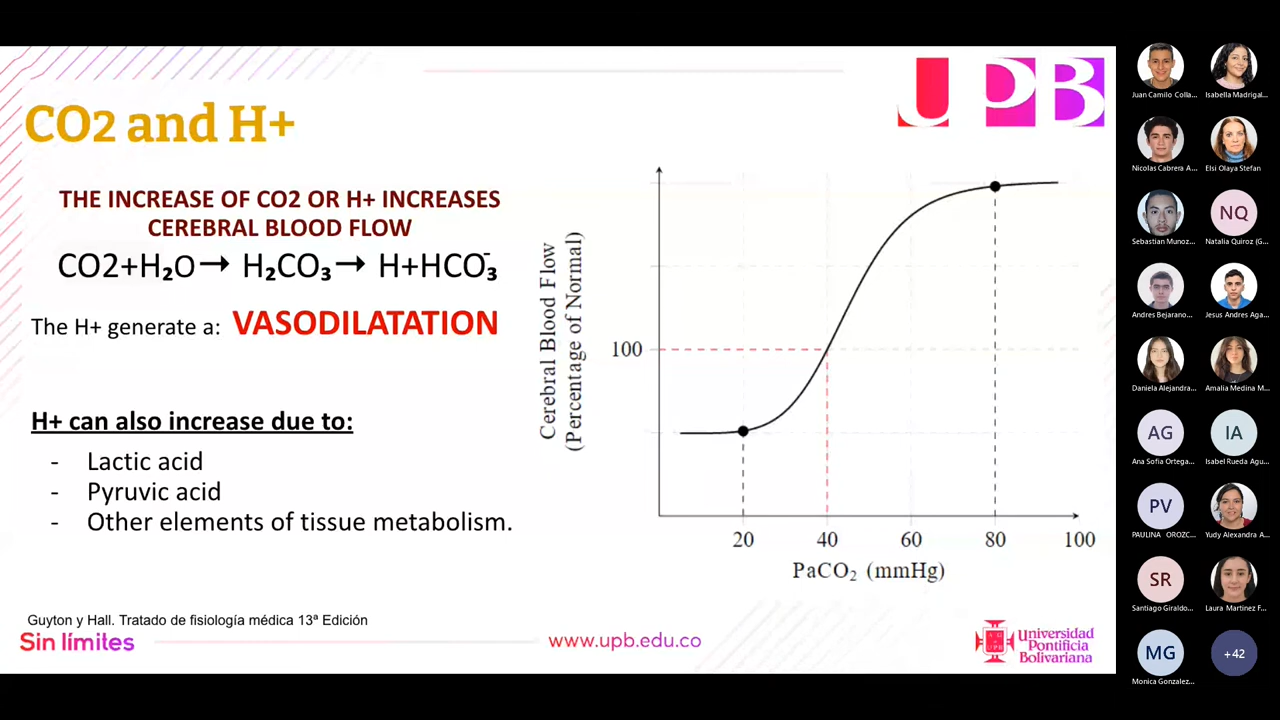 UPB
CO2 and H+
THE INCREASE OF CO2 OR H+ INCREASES
CEREBRAL BLOOD FLOW
CO2+H₂O→ H₂CO₃→ H+HCO₃⁻
The H+ generate a: VASODILATATION
H+ can also increase due to:
- Lactic acid
- Pyruvic acid
- Other elements of tissue metabolism.
Cerebral Blood Flow
(Percentage of Normal)
100
20 40 60 80 100
PaCO₂ (mmHg)
Guyton y Hall. Tratado de fisiología médica 13ª Edición
Sin límites
www.upb.edu.co
Universidad
Pontificia
Bolivariana
Juan Camilo Colla... Isabella Madrigal...
Nicolas Cabrera A... Elsi Olaya Stefan
NQ
Sebastian Munoz... Natalia Quiroz (G...
Andres Bejarano... Jesus Andres Aga...
Daniela Alejandra... Amalia Medina M...
AG IA
Ana Sofia Ortega... Isabel Rueda Agu...
PV
PAULINA OROZC... Yudy Alexandra A...
SR
Santiago Giraldo... Laura Martinez F...
MG +42
Monica Gonzalez...